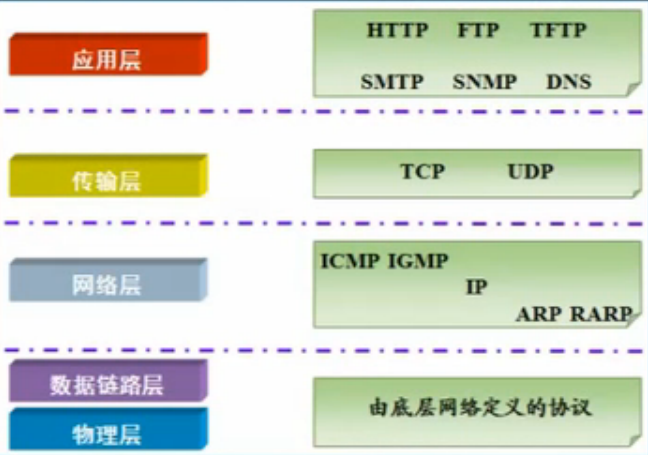 应用层
HTTP FTP TFTP
SMTP SNMP DNS
传输层
TCP UDP
网络层
ICMP IGMP
IP
ARP RARP
数据链路层
物理层
由底层网络定义的协议